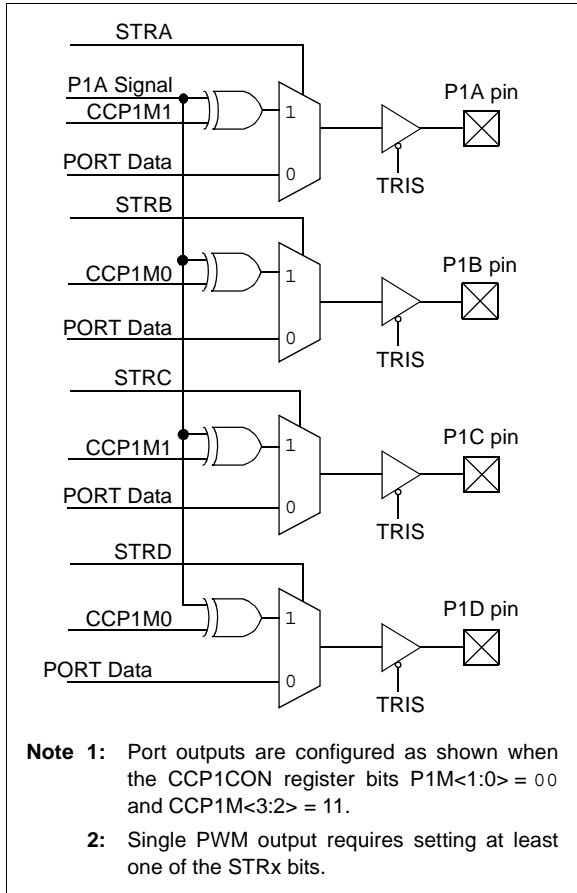 STRA
P1A Signal
CCP1M1
1
P1A pin
PORT Data
0
TRIS
STRB
CCP1M0
1
P1B pin
PORT Data
0
TRIS
STRC
CCP1M1
1
P1C pin
PORT Data
0
TRIS
STRD
CCP1M0
1
P1D pin
PORT Data
0
TRIS
Note 1: Port outputs are configured as shown when
the CCP1CON register bits P1M<1:0> = 00
and CCP1M<3:2> = 11.
2: Single PWM output requires setting at least
one of the STRx bits.